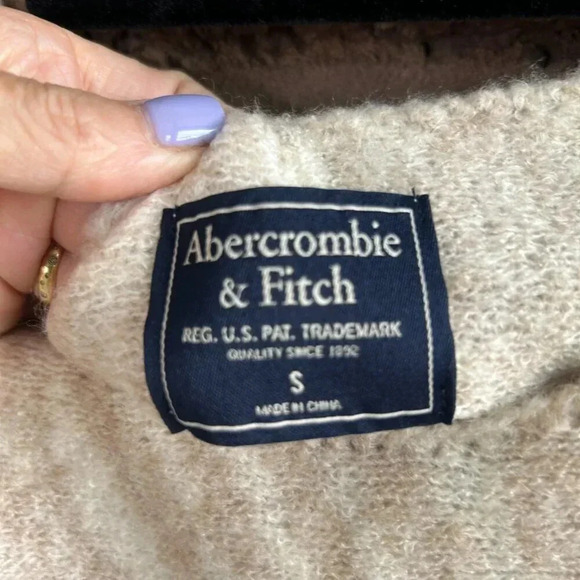 Abercrombie
& Fitch
REG. U.S. PAT. TRADEMARK
QUALITY SINCE 1892
S
MADE IN CHINA